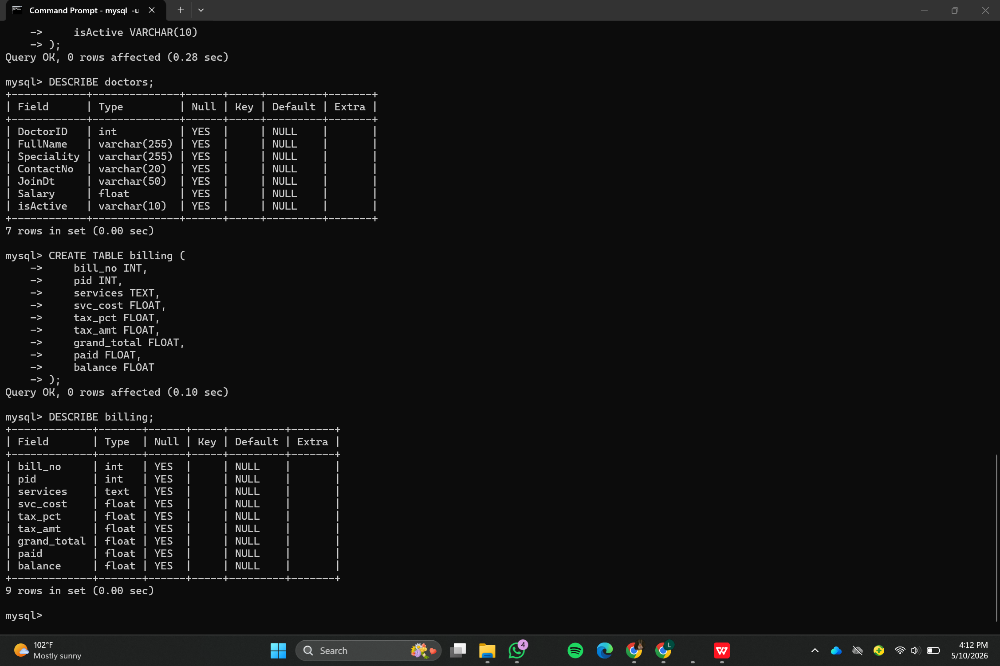 Command Prompt - mysql  -u
    ->     isActive VARCHAR(10)
    -> );
Query OK, 0 rows affected (0.28 sec)

mysql> DESCRIBE doctors;
+------------+--------------+------+-----+---------+-------+
| Field      | Type         | Null | Key | Default | Extra |
+------------+--------------+------+-----+---------+-------+
| DoctorID   | int          | YES  |     | NULL    |       |
| FullName   | varchar(255) | YES  |     | NULL    |       |
| Speciality | varchar(255) | YES  |     | NULL    |       |
| ContactNo  | varchar(20)  | YES  |     | NULL    |       |
| JoinDt     | varchar(50)  | YES  |     | NULL    |       |
| Salary     | float        | YES  |     | NULL    |       |
| isActive   | varchar(10)  | YES  |     | NULL    |       |
+------------+--------------+------+-----+---------+-------+
7 rows in set (0.00 sec)

mysql> CREATE TABLE billing (
    ->     bill_no INT,
    ->     pid INT,
    ->     services TEXT,
    ->     svc_cost FLOAT,
    ->     tax_pct FLOAT,
    ->     tax_amt FLOAT,
    ->     grand_total FLOAT,
    ->     paid FLOAT,
    ->     balance FLOAT
    -> );
Query OK, 0 rows affected (0.10 sec)

mysql> DESCRIBE billing;
+-------------+-------+------+-----+---------+-------+
| Field       | Type  | Null | Key | Default | Extra |
+-------------+-------+------+-----+---------+-------+
| bill_no     | int   | YES  |     | NULL    |       |
| pid         | int   | YES  |     | NULL    |       |
| services    | text  | YES  |     | NULL    |       |
| svc_cost    | float | YES  |     | NULL    |       |
| tax_pct     | float | YES  |     | NULL    |       |
| tax_amt     | float | YES  |     | NULL    |       |
| grand_total | float | YES  |     | NULL    |       |
| paid        | float | YES  |     | NULL    |       |
| balance     | float | YES  |     | NULL    |       |
+-------------+-------+------+-----+---------+-------+
9 rows in set (0.00 sec)

mysql>
102°F
Mostly sunny
Search
4
L
W
4:12 PM
5/10/2026